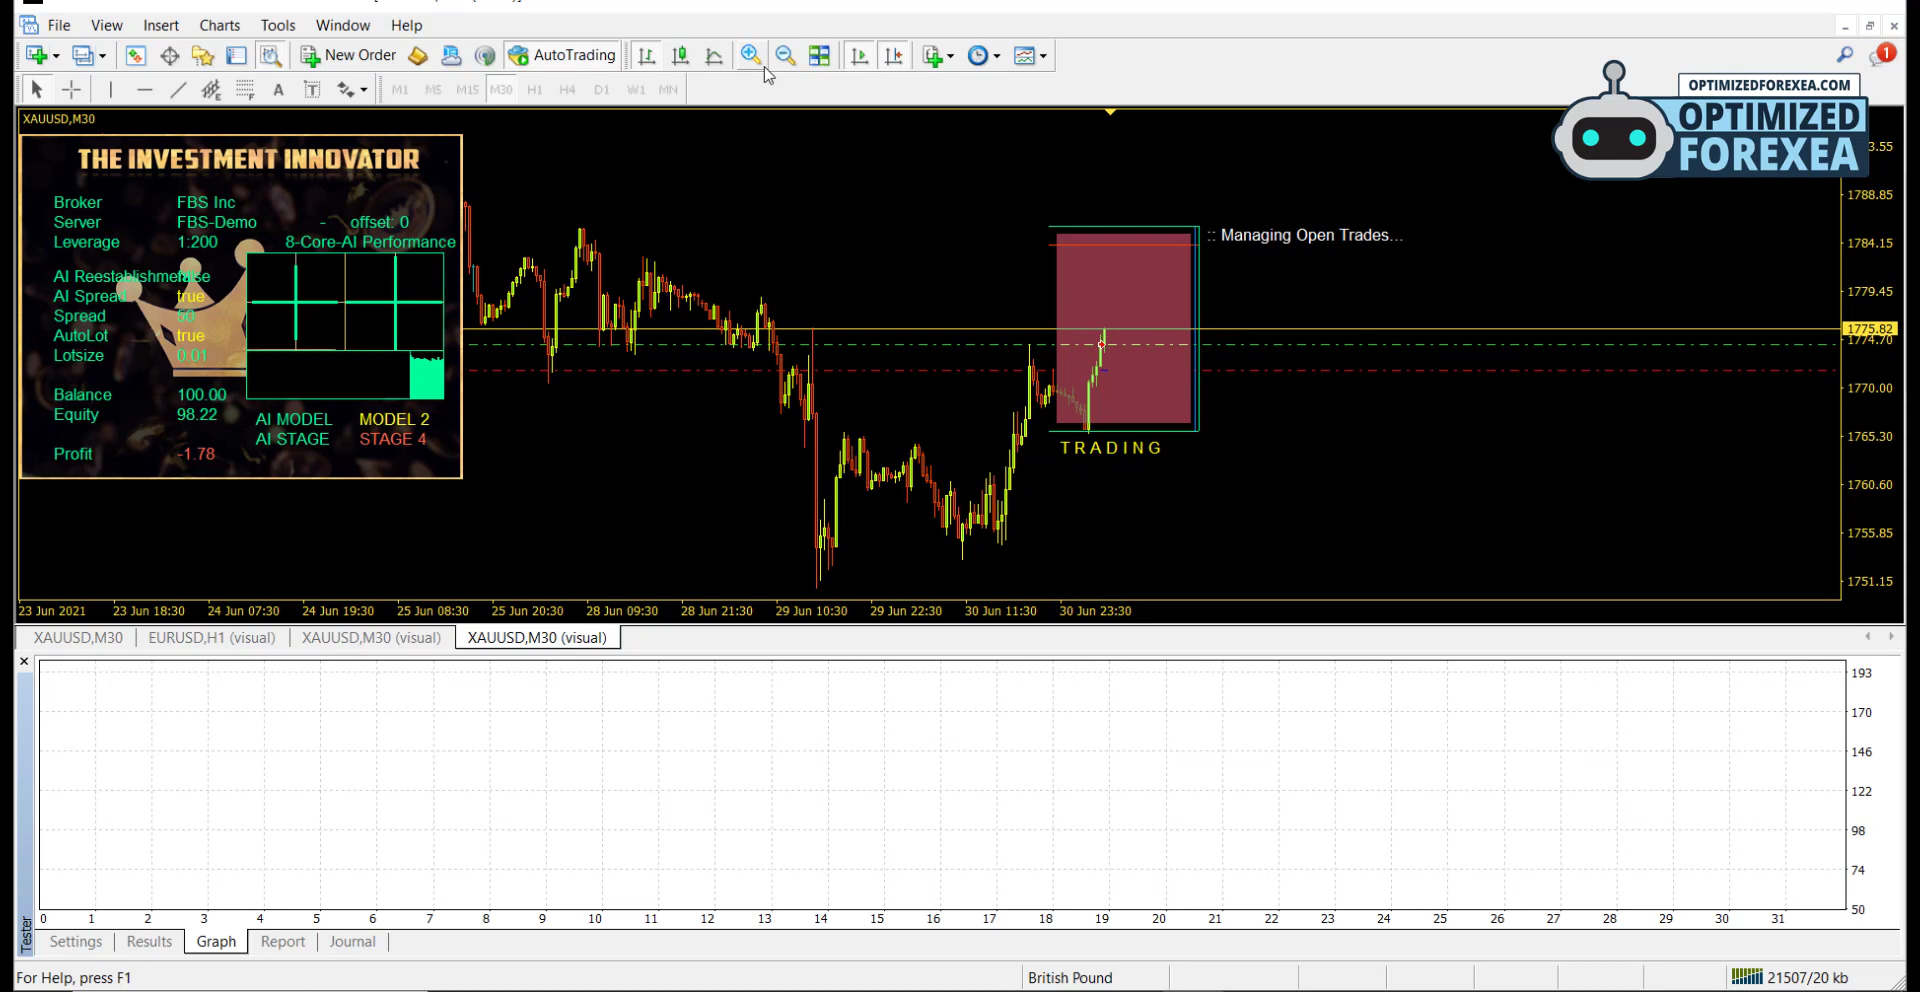 File View Insert Charts Tools Window Help
New Order AutoTrading
1
E F A T M1 M5 M15 M30 H1 H4 D1 W1 MN
OPTIMIZEDFOREXEA.COM
OPTIMIZED
FOREXEA
XAUUSD,M30
THE INVESTMENT INNOVATOR
Broker FBS Inc
Server FBS-Demo - offset: 0
Leverage 1:200 8-Core-AI Performance
AI Reestablishment false
AI Spread true
Spread 50
AutoLot true
Lotsize 0.01
Balance 100.00
Equity 98.22
AI MODEL MODEL 2
AI STAGE STAGE 4
Profit -1.78
:: Managing Open Trades...
TRADING
3.55
1788.85
1784.15
1779.45
1775.82
1774.70
1770.00
1765.30
1760.60
1755.85
1751.15
23 Jun 2021 23 Jun 18:30 24 Jun 07:30 24 Jun 19:30 25 Jun 08:30 25 Jun 20:30 28 Jun 09:30 28 Jun 21:30 29 Jun 10:30 29 Jun 22:30 30 Jun 11:30 30 Jun 23:30
XAUUSD,M30 EURUSD,H1 (visual) XAUUSD,M30 (visual) XAUUSD,M30 (visual)
193
170
146
122
98
74
50
0 1 2 3 4 5 6 7 8 9 10 11 12 13 14 15 16 17 18 19 20 21 22 23 24 25 26 27 28 29 30 31
Tester
Settings Results Graph Report Journal
For Help, press F1 British Pound 21507/20 kb